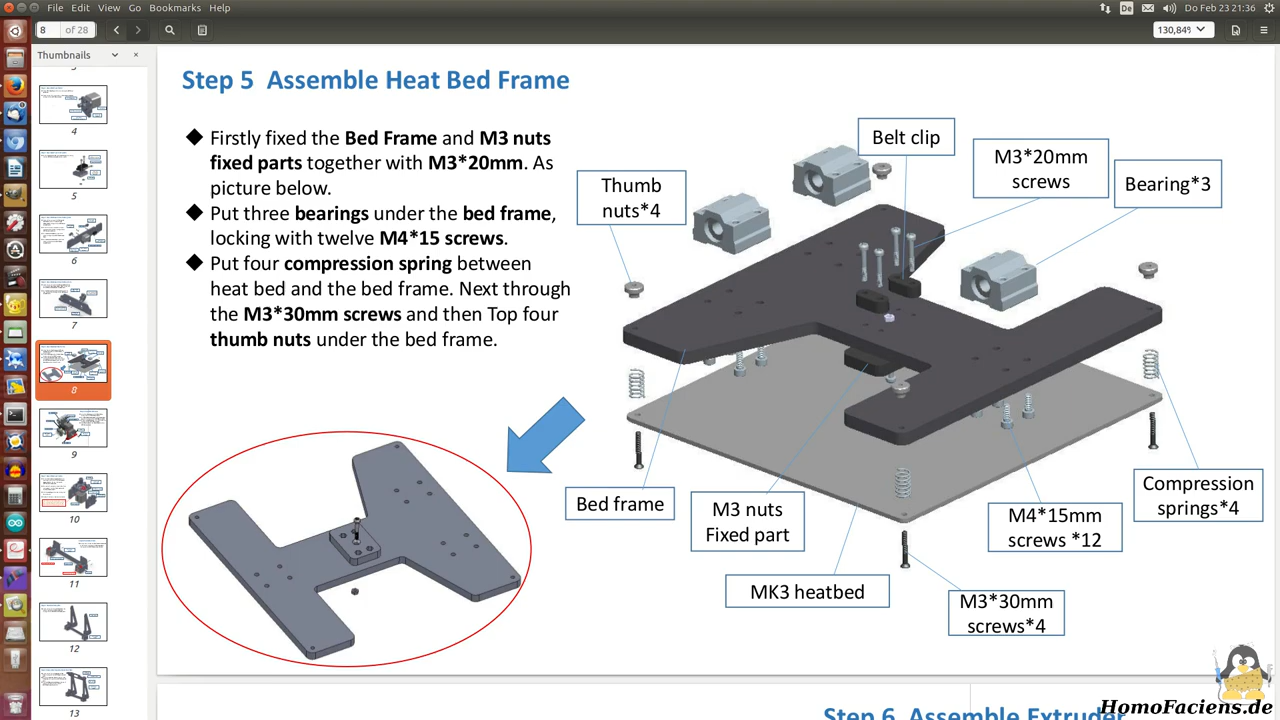 File Edit View Go Bookmarks Help
De
Do Feb 23 21:36
8 of 28
130,84%
Thumbnails
4
5
6
7
8
9
10
11
12
13
Step 5 Assemble Heat Bed Frame
◆ Firstly fixed the Bed Frame and M3 nuts
fixed parts together with M3*20mm. As
picture below.
◆ Put three bearings under the bed frame,
locking with twelve M4*15 screws.
◆ Put four compression spring between
heat bed and the bed frame. Next through
the M3*30mm screws and then Top four
thumb nuts under the bed frame.
Thumb
nuts*4
Belt clip
M3*20mm
screws
Bearing*3
Bed frame
M3 nuts
Fixed part
MK3 heatbed
M4*15mm
screws *12
Compression
springs*4
M3*30mm
screws*4
Step 6 Assemble Extruder
HomoFaciens.de